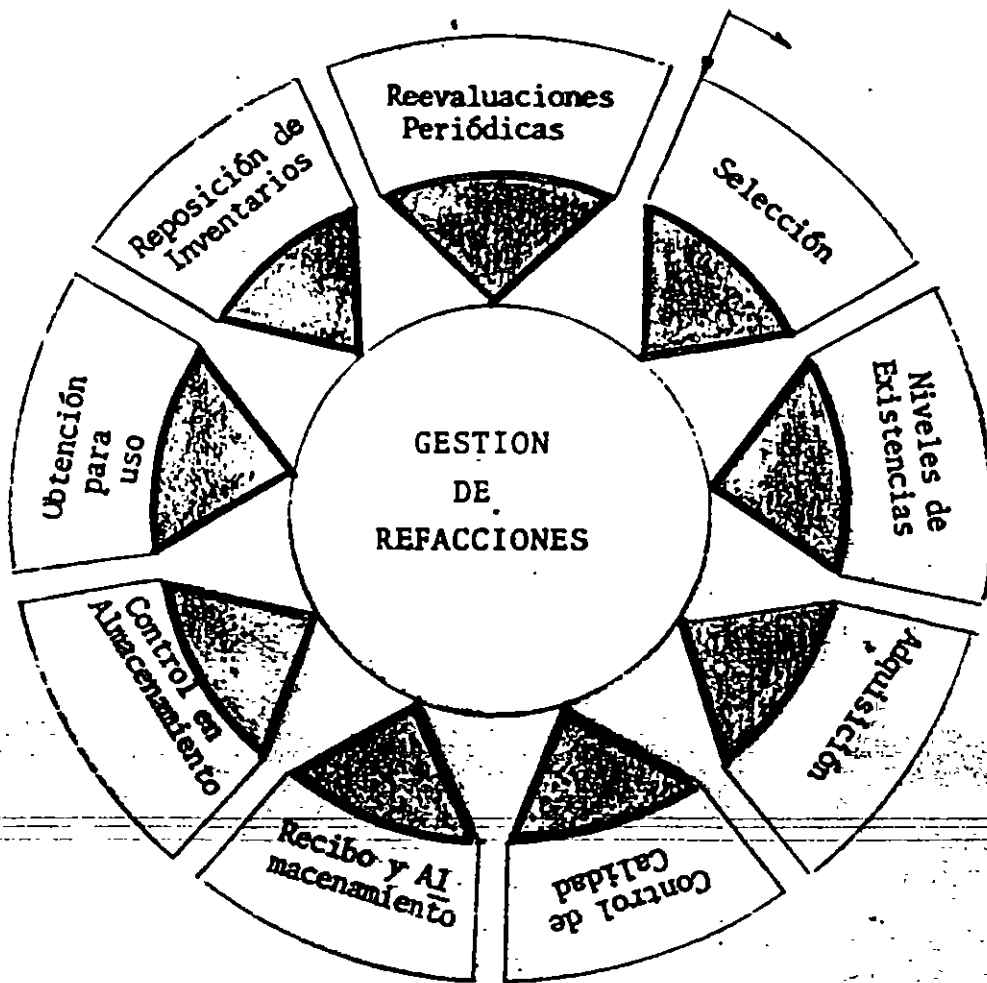 Reevaluaciones
Periódicas
Selección
Niveles de
Existencias
Adquisición
Control de
Calidad
Recibo y Al
macenamiento
Control en
Almacenamiento
Obtención
para
uso
Reposición de
Inventarios
GESTION
DE
REFACCIONES